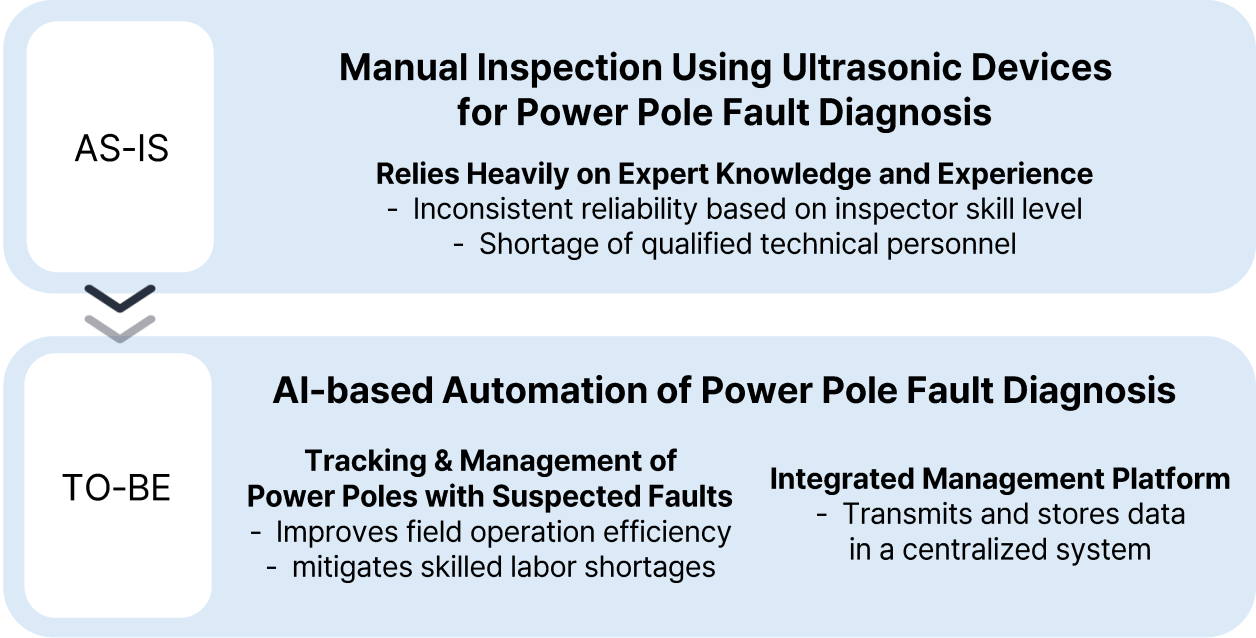 AS-IS
Manual Inspection Using Ultrasonic Devices
for Power Pole Fault Diagnosis
Relies Heavily on Expert Knowledge and Experience
- Inconsistent reliability based on inspector skill level
- Shortage of qualified technical personnel
TO-BE
AI-based Automation of Power Pole Fault Diagnosis
Tracking & Management of
Power Poles with Suspected Faults
- Improves field operation efficiency
- mitigates skilled labor shortages
Integrated Management Platform
- Transmits and stores data
in a centralized system